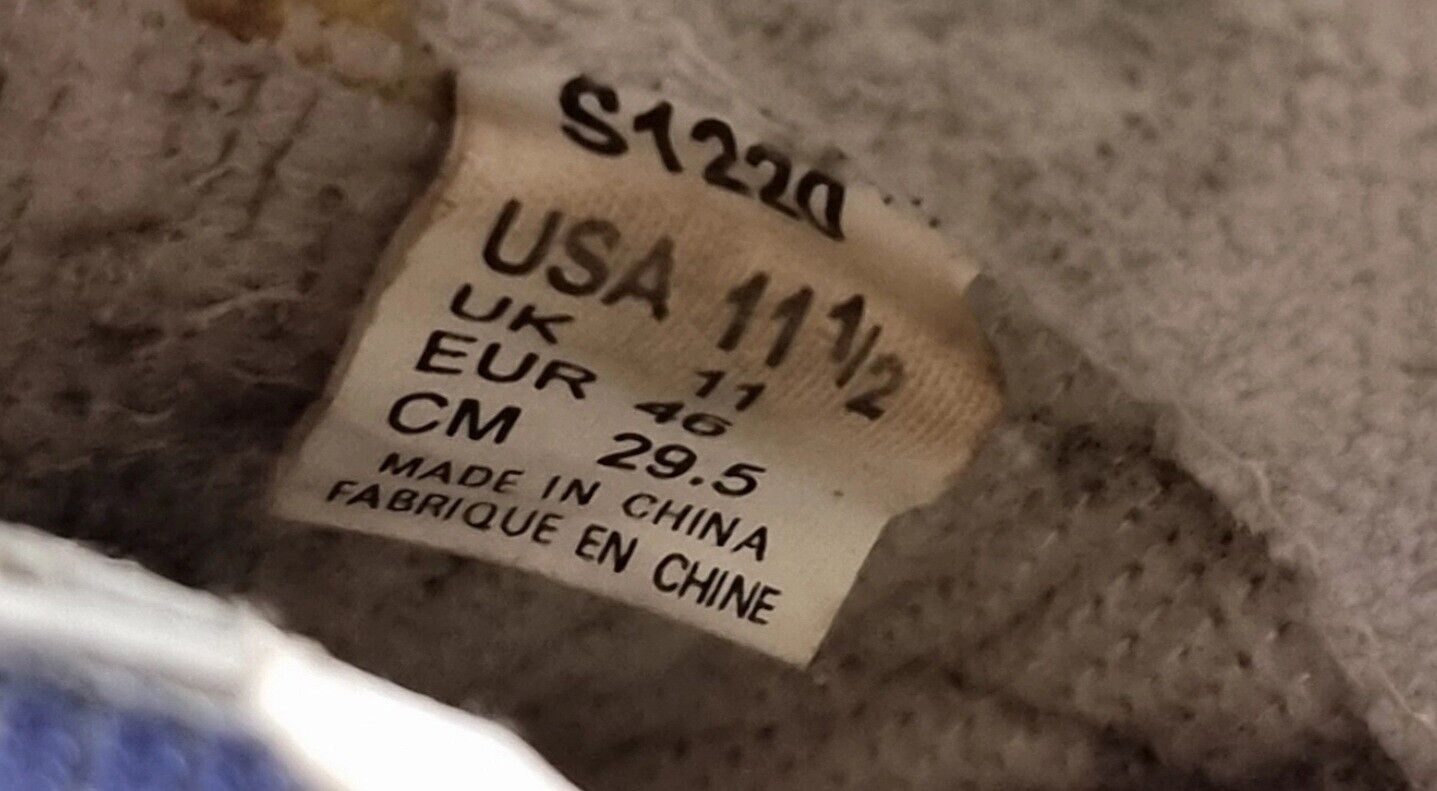 S1220
USA 11 1/2
UK 11
EUR 46
CM 29.5
MADE IN CHINA
FABRIQUE EN CHINE